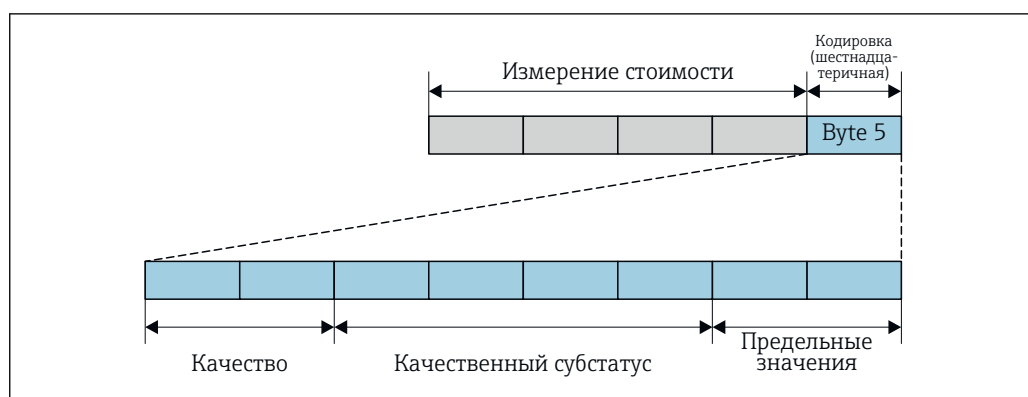 Кодировка
(шестнадца-
теричная)
Измерение стоимости
Byte 5
Качество
Качественный субстатус
Предельные
значения